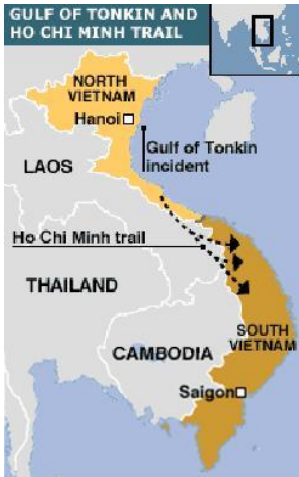 GULF OF TONKIN AND
HO CHI MINH TRAIL
NORTH
VIETNAM
Hanoi
Gulf of Tonkin
incident
LAOS
Ho Chi Minh trail
THAILAND
SOUTH
VIETNAM
CAMBODIA
Saigon